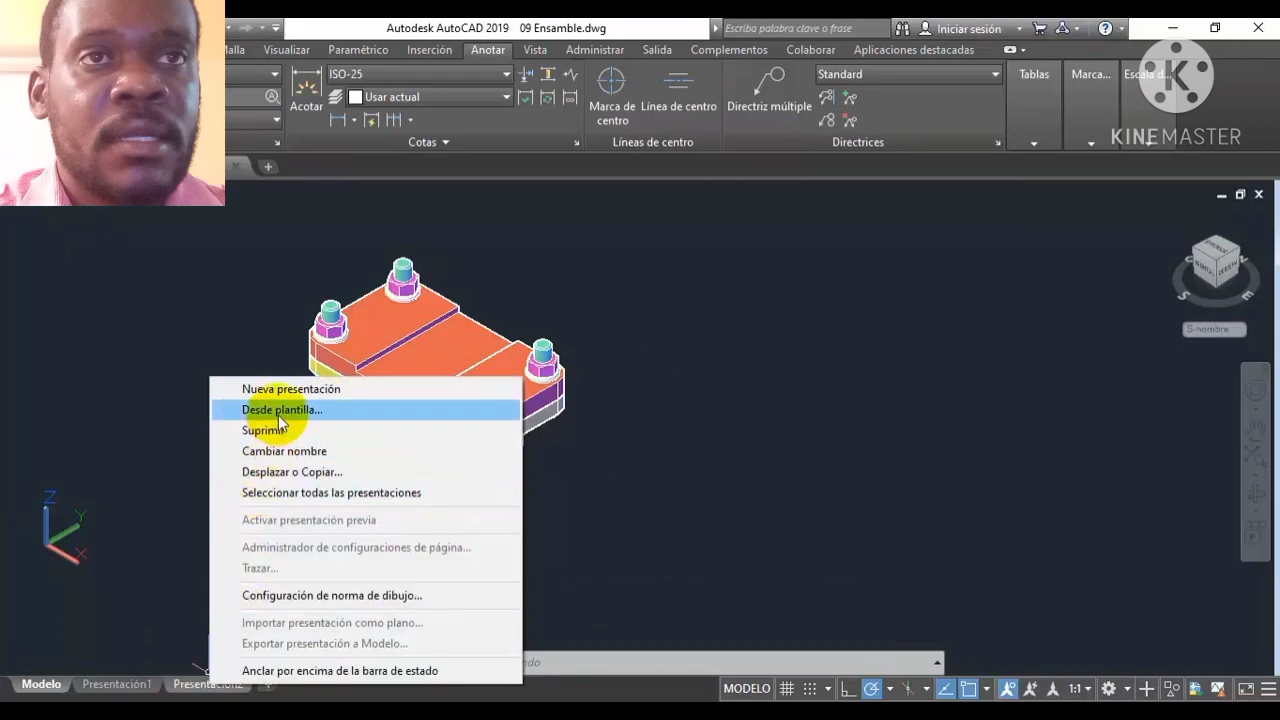 Autodesk AutoCAD 2019 09 Ensamble.dwg
Escriba palabra clave o frase
Iniciar sesión
Malla Visualizar Paramétrico Inserción Anotar Vista Administrar Salida Complementos Colaborar Aplicaciones destacadas
ISO-25
Standard
Tablas
Marca...
Escala d...
K
KINEMASTER
Usar actual
Acotar
Marca de
centro
Línea de centro
Directriz múltiple
Cotas
Líneas de centro
Directrices
S
E
S-nombre
Nueva presentación
Desde plantilla...
Suprimir
Cambiar nombre
Desplazar o Copiar...
Seleccionar todas las presentaciones
Activar presentación previa
Administrador de configuraciones de página...
Trazar...
Configuración de norma de dibujo...
Importar presentación como plano...
Exportar presentación a Modelo...
Anclar por encima de la barra de estado
Z
Y
X
Modelo Presentación1 Presentación2
MODELO
1:1